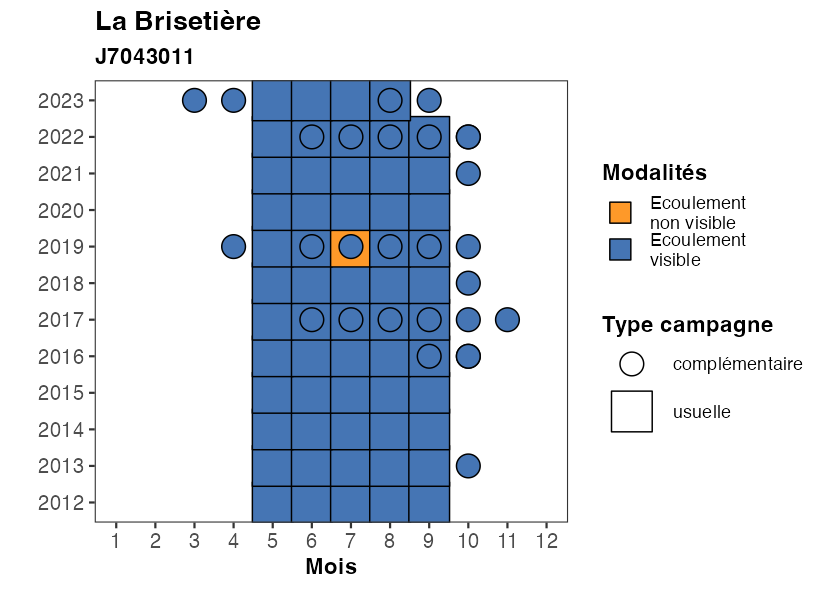 La Brisetière
J7043011
2023
2022
2021
2020
2019
2018
2017
2016
2015
2014
2013
2012
1 2 3 4 5 6 7 8 9 10 11 12
Mois
Modalités
Ecoulement
non visible
Ecoulement
visible
Type campagne
complémentaire
usuelle